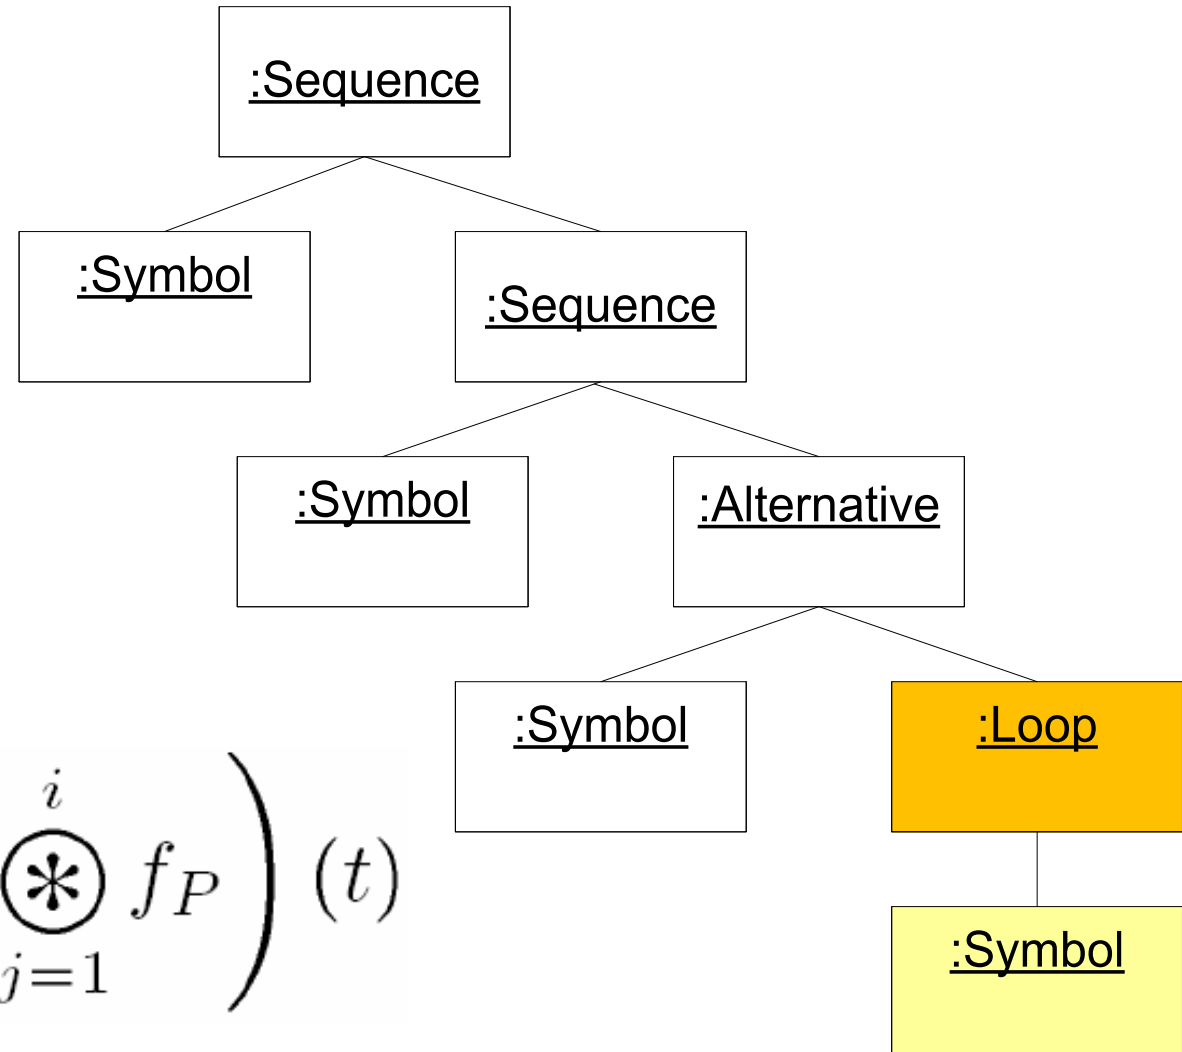 :Sequence
:Symbol
:Sequence
:Symbol
:Alternative
:Symbol
:Loop
i
⊛ f_P ) (t)
j=1
:Symbol